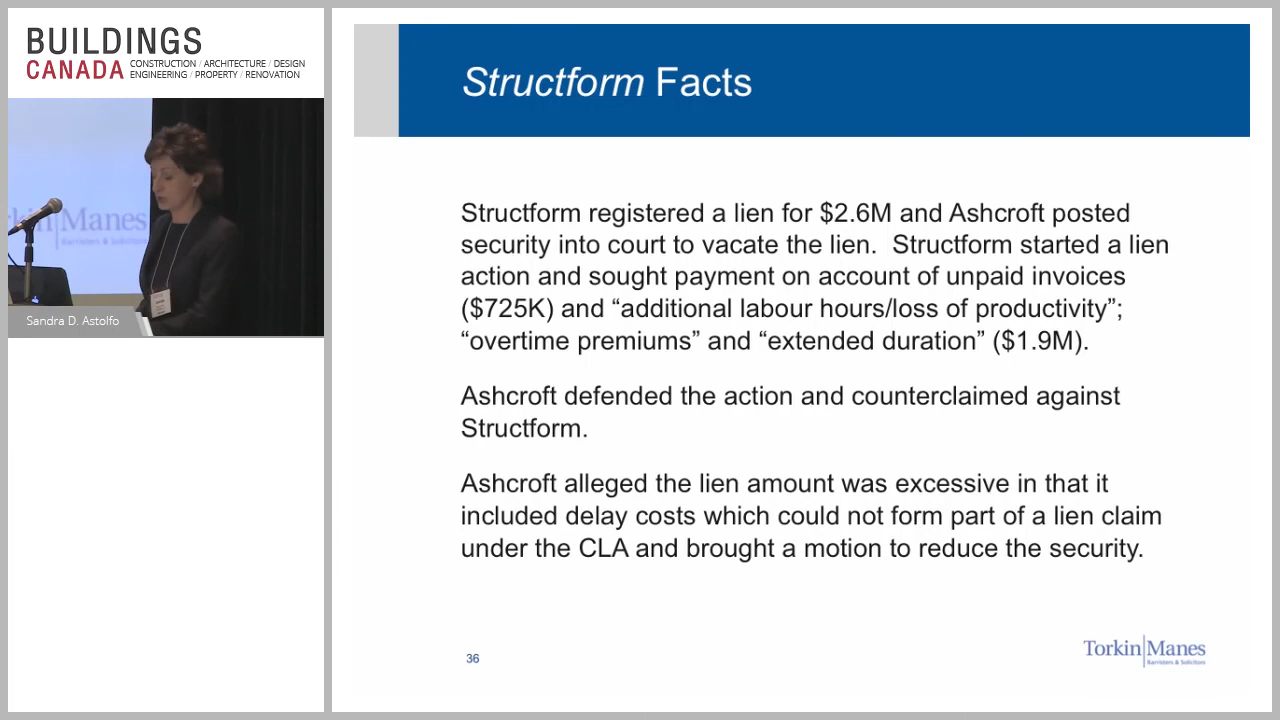 BUILDINGS
CANADA
CONSTRUCTION / ARCHITECTURE / DESIGN
ENGINEERING / PROPERTY / RENOVATION
Manes
Barristers & Solicitors
Sandra D. Astolfo
Structform Facts
Structform registered a lien for $2.6M and Ashcroft posted
security into court to vacate the lien.  Structform started a lien
action and sought payment on account of unpaid invoices
($725K) and “additional labour hours/loss of productivity”;
“overtime premiums” and “extended duration” ($1.9M).
Ashcroft defended the action and counterclaimed against
Structform.
Ashcroft alleged the lien amount was excessive in that it
included delay costs which could not form part of a lien claim
under the CLA and brought a motion to reduce the security.
36
Torkin Manes
Barristers & Solicitors